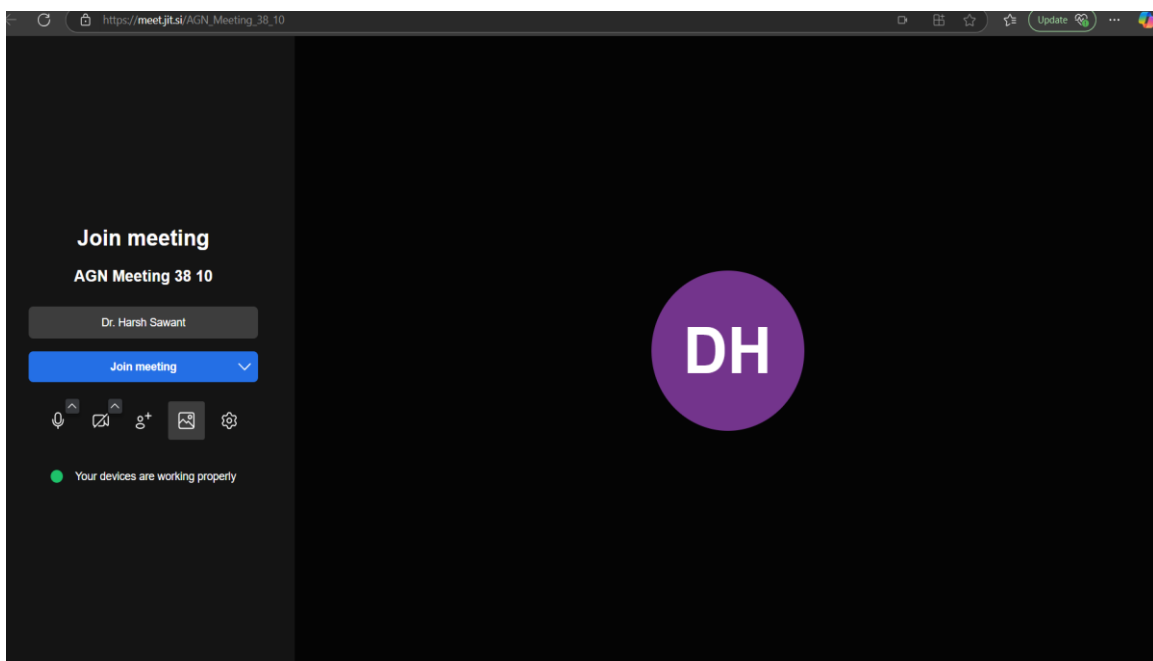 https://meet.jit.si/AGN_Meeting_38_10
Update
Join meeting
AGN Meeting 38 10
Dr. Harsh Sawant
Join meeting
Your devices are working properly
DH